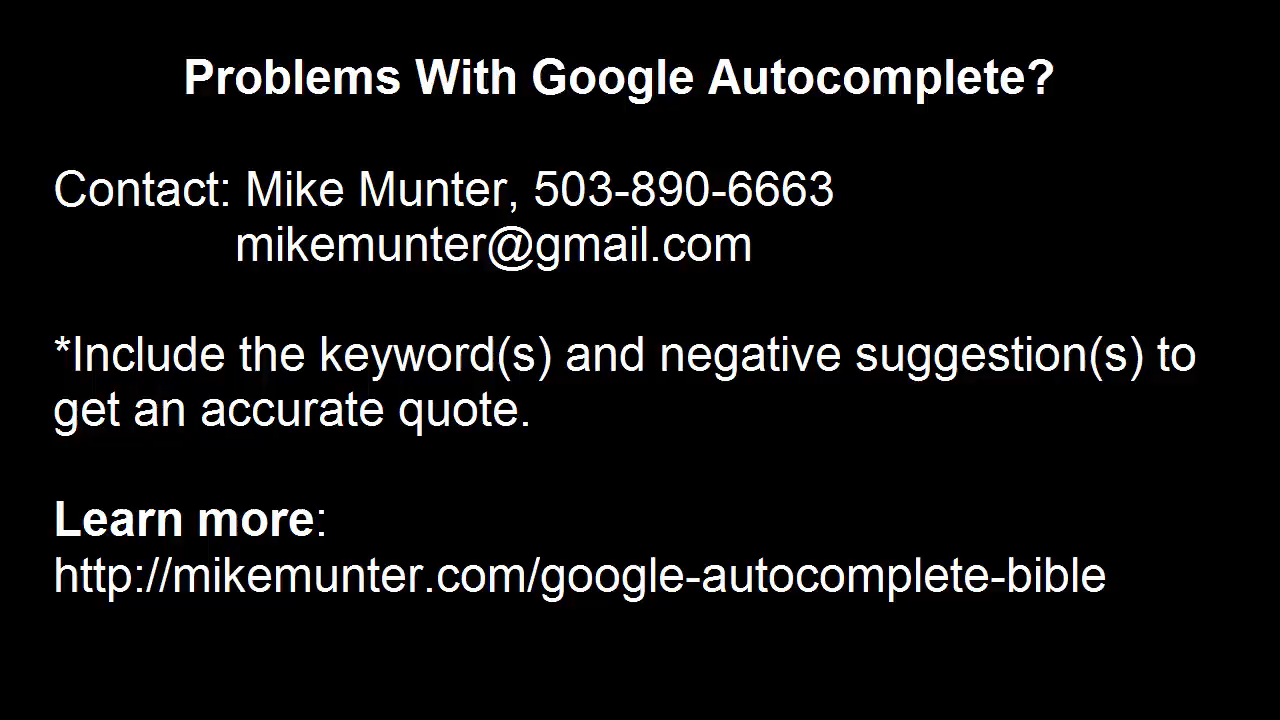 Problems With Google Autocomplete?
Contact: Mike Munter, 503-890-6663
mikemunter@gmail.com
*Include the keyword(s) and negative suggestion(s) to
get an accurate quote.
Learn more:
http://mikemunter.com/google-autocomplete-bible